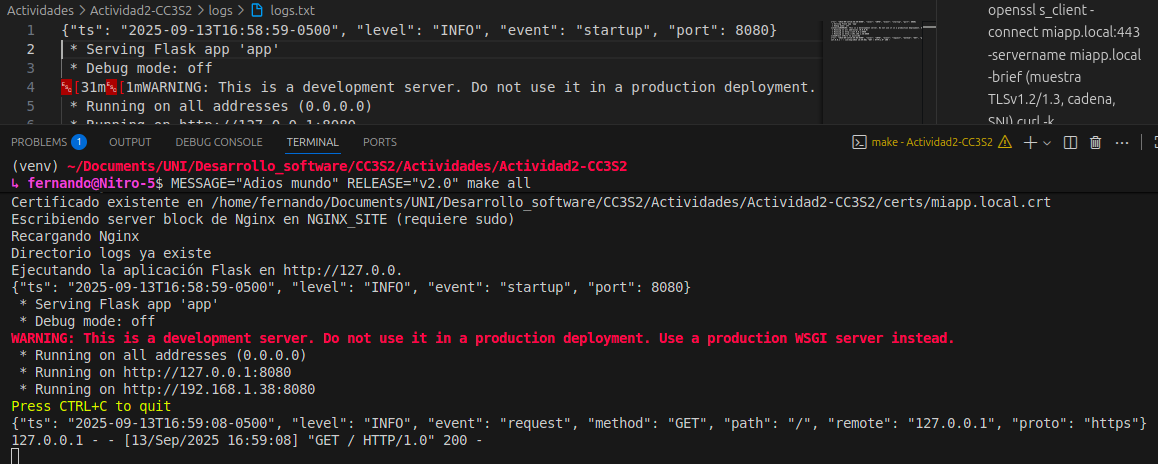 Actividades > Actividad2-CC3S2 > logs > logs.txt
1 {"ts": "2025-09-13T16:58:59-0500", "level": "INFO", "event": "startup", "port": 8080}
2 * Serving Flask app 'app'
3 * Debug mode: off
4 [31m[1mWARNING: This is a development server. Do not use it in a production deployment.
5 * Running on all addresses (0.0.0.0)
6 * Running on http://127.0.0.1:8080
openssl s_client -
connect miapp.local:443
-servername miapp.local
-brief (muestra
TLSv1.2/1.3, cadena,
SNI) curl -k
PROBLEMS 1 OUTPUT DEBUG CONSOLE TERMINAL PORTS make - Actividad2-CC3S2
(venv) ~/Documents/UNI/Desarrollo_software/CC3S2/Actividades/Actividad2-CC3S2
↳ fernando@Nitro-5$ MESSAGE="Adios mundo" RELEASE="v2.0" make all
Certificado existente en /home/fernando/Documents/UNI/Desarrollo_software/CC3S2/Actividades/Actividad2-CC3S2/certs/miapp.local.crt
Escribiendo server block de Nginx en NGINX_SITE (requiere sudo)
Recargando Nginx
Directorio logs ya existe
Ejecutando la aplicación Flask en http://127.0.0.
{"ts": "2025-09-13T16:58:59-0500", "level": "INFO", "event": "startup", "port": 8080}
* Serving Flask app 'app'
* Debug mode: off
WARNING: This is a development server. Do not use it in a production deployment. Use a production WSGI server instead.
* Running on all addresses (0.0.0.0)
* Running on http://127.0.0.1:8080
* Running on http://192.168.1.38:8080
Press CTRL+C to quit
{"ts": "2025-09-13T16:59:08-0500", "level": "INFO", "event": "request", "method": "GET", "path": "/", "remote": "127.0.0.1", "proto": "https"}
127.0.0.1 - - [13/Sep/2025 16:59:08] "GET / HTTP/1.0" 200 -